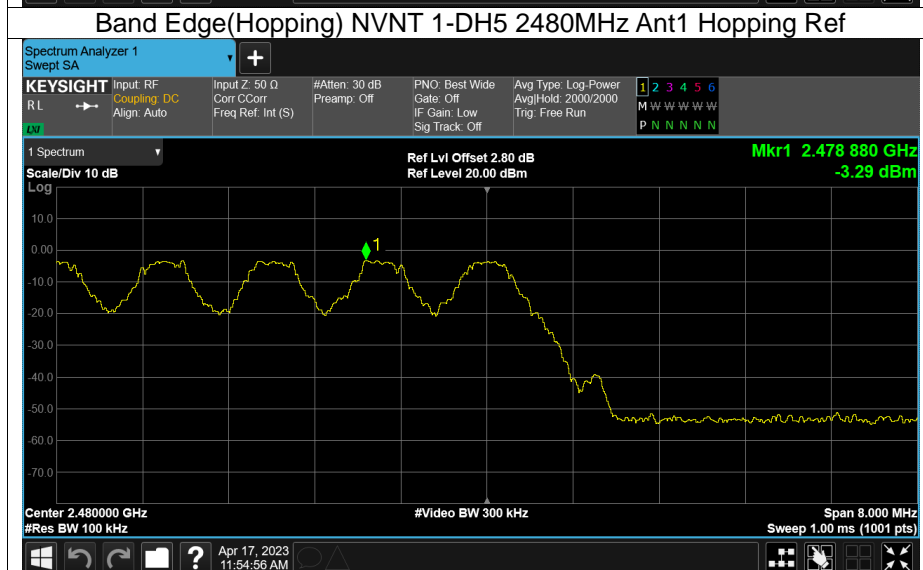 Band Edge(Hopping) NVNT 1-DH5 2480MHz Ant1 Hopping Ref
Spectrum Analyzer 1
Swept SA
+
KEYSIGHT
R L
LXI
Input: RF
Coupling: DC
Align: Auto
Input Z: 50 Ω
Corr CCorr
Freq Ref: Int (S)
#Atten: 30 dB
Preamp: Off
PNO: Best Wide
Gate: Off
IF Gain: Low
Sig Track: Off
Avg Type: Log-Power
Avg|Hold: 2000/2000
Trig: Free Run
1 2 3 4 5 6
M W W W W W
P N N N N N
1 Spectrum
Scale/Div 10 dB
Ref Lvl Offset 2.80 dB
Ref Level 20.00 dBm
Mkr1 2.478 880 GHz
-3.29 dBm
Log
10.0
0.00
-10.0
-20.0
-30.0
-40.0
-50.0
-60.0
-70.0
1
Center 2.480000 GHz
#Res BW 100 kHz
#Video BW 300 kHz
Span 8.000 MHz
Sweep 1.00 ms (1001 pts)
?
Apr 17, 2023
11:54:56 AM